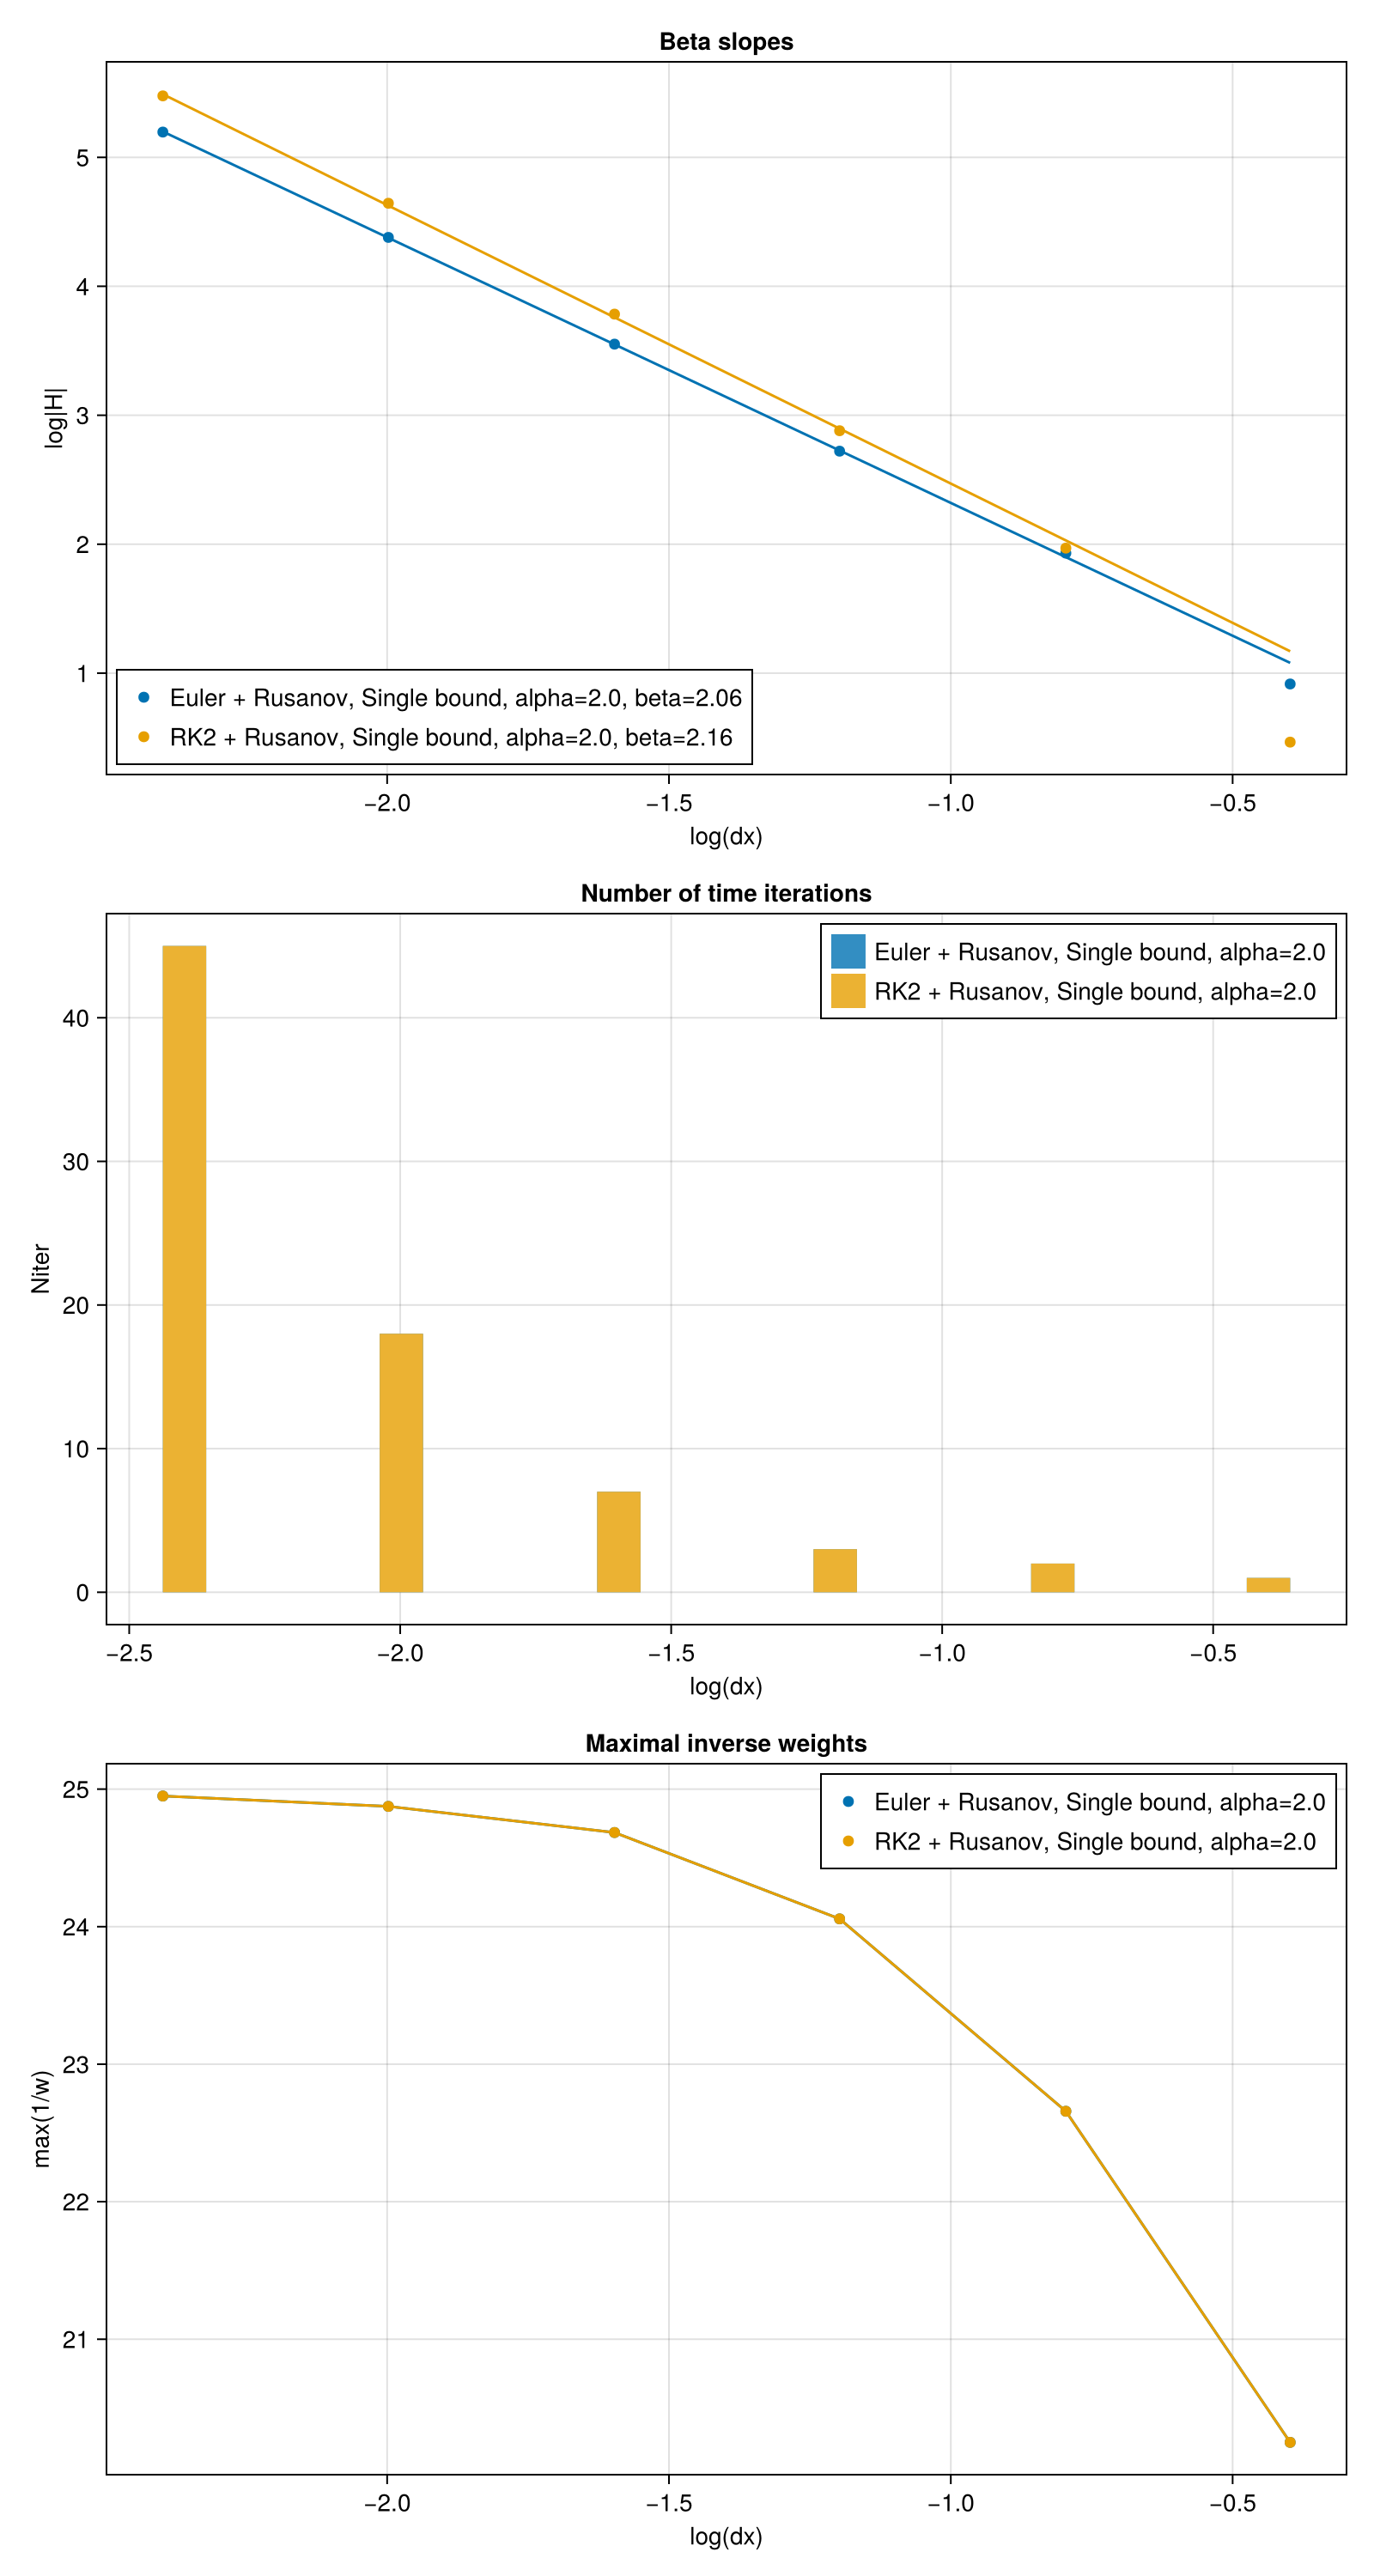 Beta slopes
log|H|
5
4
3
2
1
Euler + Rusanov, Single bound, alpha=2.0, beta=2.06
RK2 + Rusanov, Single bound, alpha=2.0, beta=2.16
−2.0 −1.5 −1.0 −0.5
log(dx)
Number of time iterations
Euler + Rusanov, Single bound, alpha=2.0
RK2 + Rusanov, Single bound, alpha=2.0
Niter
40
30
20
10
0
−2.5 −2.0 −1.5 −1.0 −0.5
log(dx)
Maximal inverse weights
Euler + Rusanov, Single bound, alpha=2.0
RK2 + Rusanov, Single bound, alpha=2.0
max(1/w)
25
24
23
22
21
−2.0 −1.5 −1.0 −0.5
log(dx)